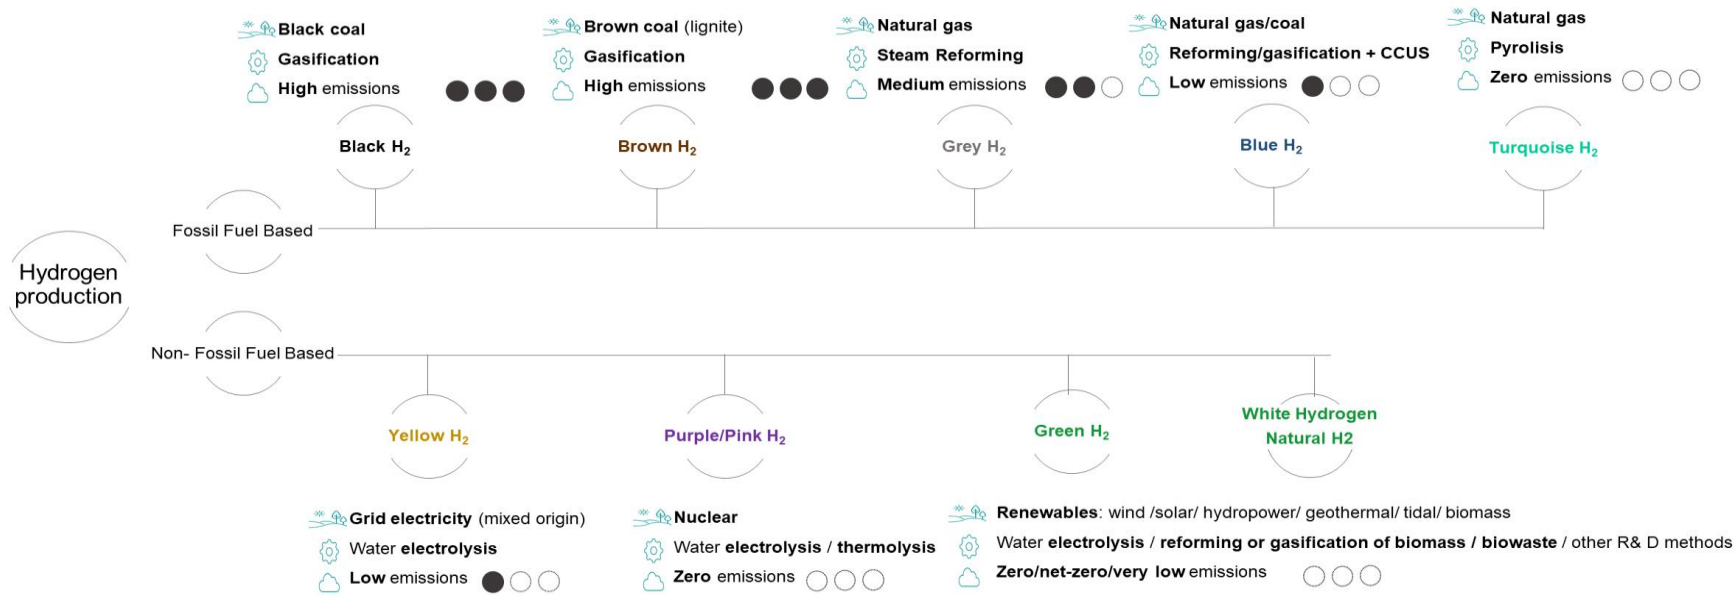 Black coal
Gasification
High emissions
Black H₂
Brown coal (lignite)
Gasification
High emissions
Brown H₂
Natural gas
Steam Reforming
Medium emissions
Grey H₂
Natural gas/coal
Reforming/gasification + CCUS
Low emissions
Blue H₂
Natural gas
Pyrolisis
Zero emissions
Turquoise H₂
Fossil Fuel Based
Hydrogen
production
Non- Fossil Fuel Based
Yellow H₂
Grid electricity (mixed origin)
Water electrolysis
Low emissions
Purple/Pink H₂
Nuclear
Water electrolysis / thermolysis
Zero emissions
Green H₂
White Hydrogen
Natural H2
Renewables: wind /solar/ hydropower/ geothermal/ tidal/ biomass
Water electrolysis / reforming or gasification of biomass / biowaste / other R& D methods
Zero/net-zero/very low emissions